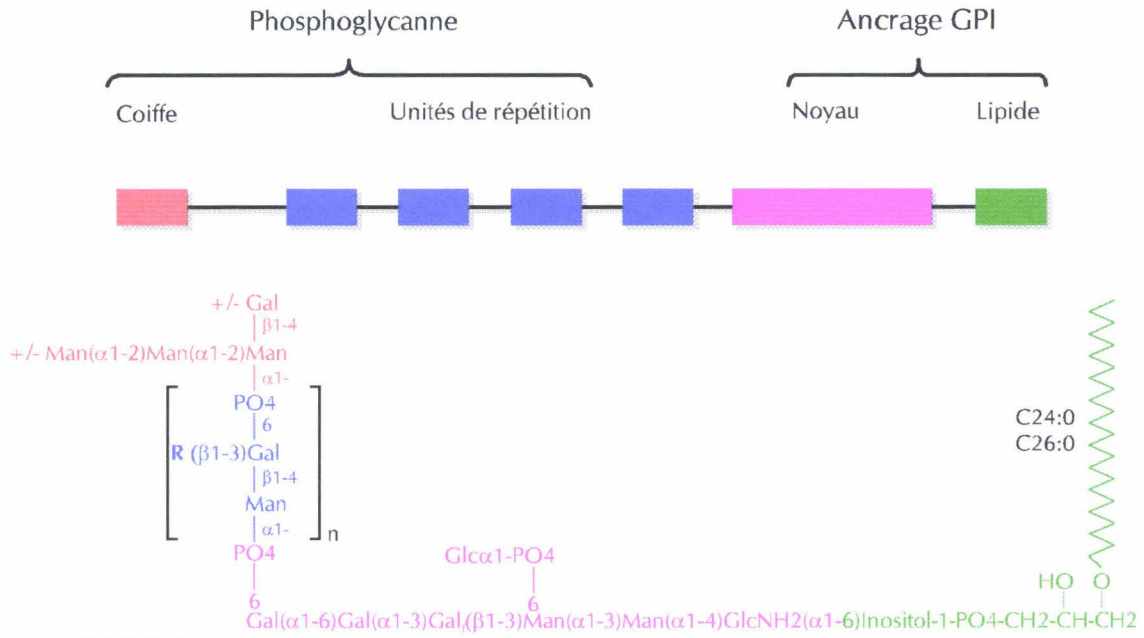 Phosphoglycanne
Ancrage GPI
Coiffe
Unités de répétition
Noyau
Lipide
+/- Gal
β1-4
+/- Man(α1-2)Man(α1-2)Man
α1-
PO4
6
R (β1-3)Gal
β1-4
Man
α1-
n
PO4
6
Glcα1-PO4
6
C24:0
C26:0
HO O
Gal(α1-6)Gal(α1-3)Galf(β1-3)Man(α1-3)Man(α1-4)GlcNH2(α1-6)Inositol-1-PO4-CH2-CH-CH2